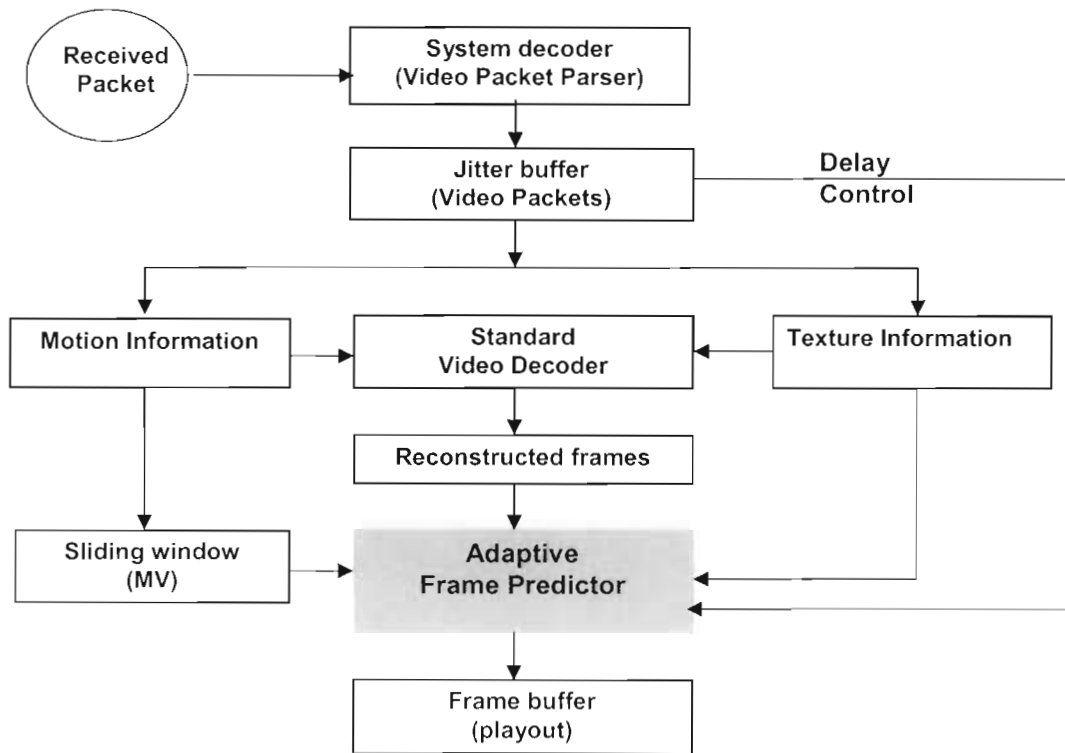 Received
Packet
System decoder
(Video Packet Parser)
Jitter buffer
(Video Packets)
Delay
Control
Motion Information
Standard
Video Decoder
Texture Information
Reconstructed frames
Sliding window
(MV)
Adaptive
Frame Predictor
Frame buffer
(playout)